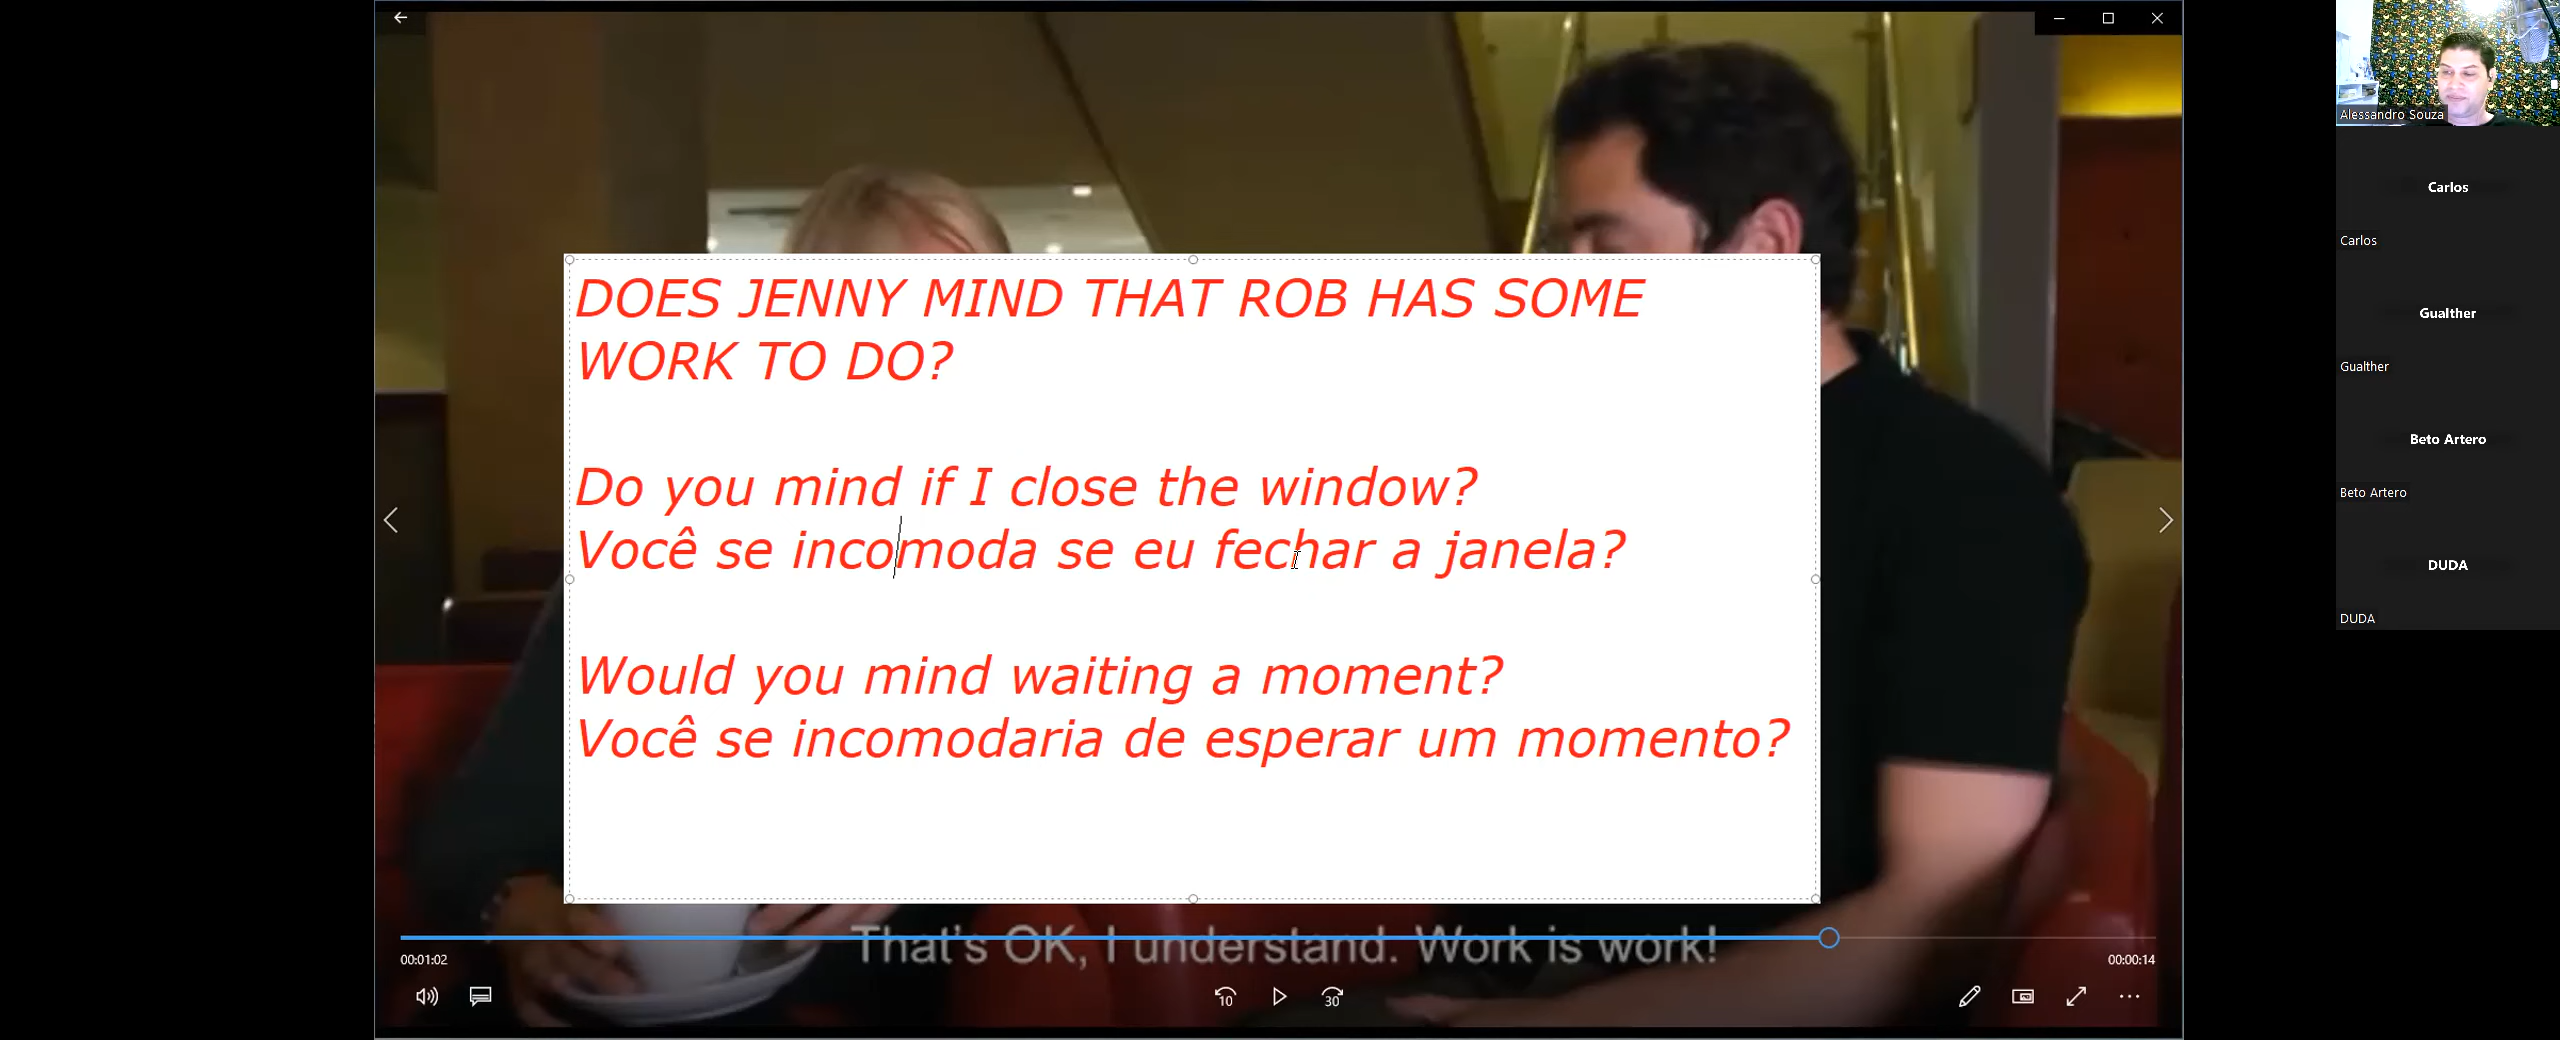 DOES JENNY MIND THAT ROB HAS SOME
WORK TO DO?
Do you mind if I close the window?
Você se incomoda se eu fechar a janela?
Would you mind waiting a moment?
Você se incomodaria de esperar um momento?
That's OK, I understand. Work is work!
00:01:02
00:00:14
10
30
Alessandro Souza
Carlos
Carlos
Gualther
Gualther
Beto Artero
Beto Artero
DUDA
DUDA